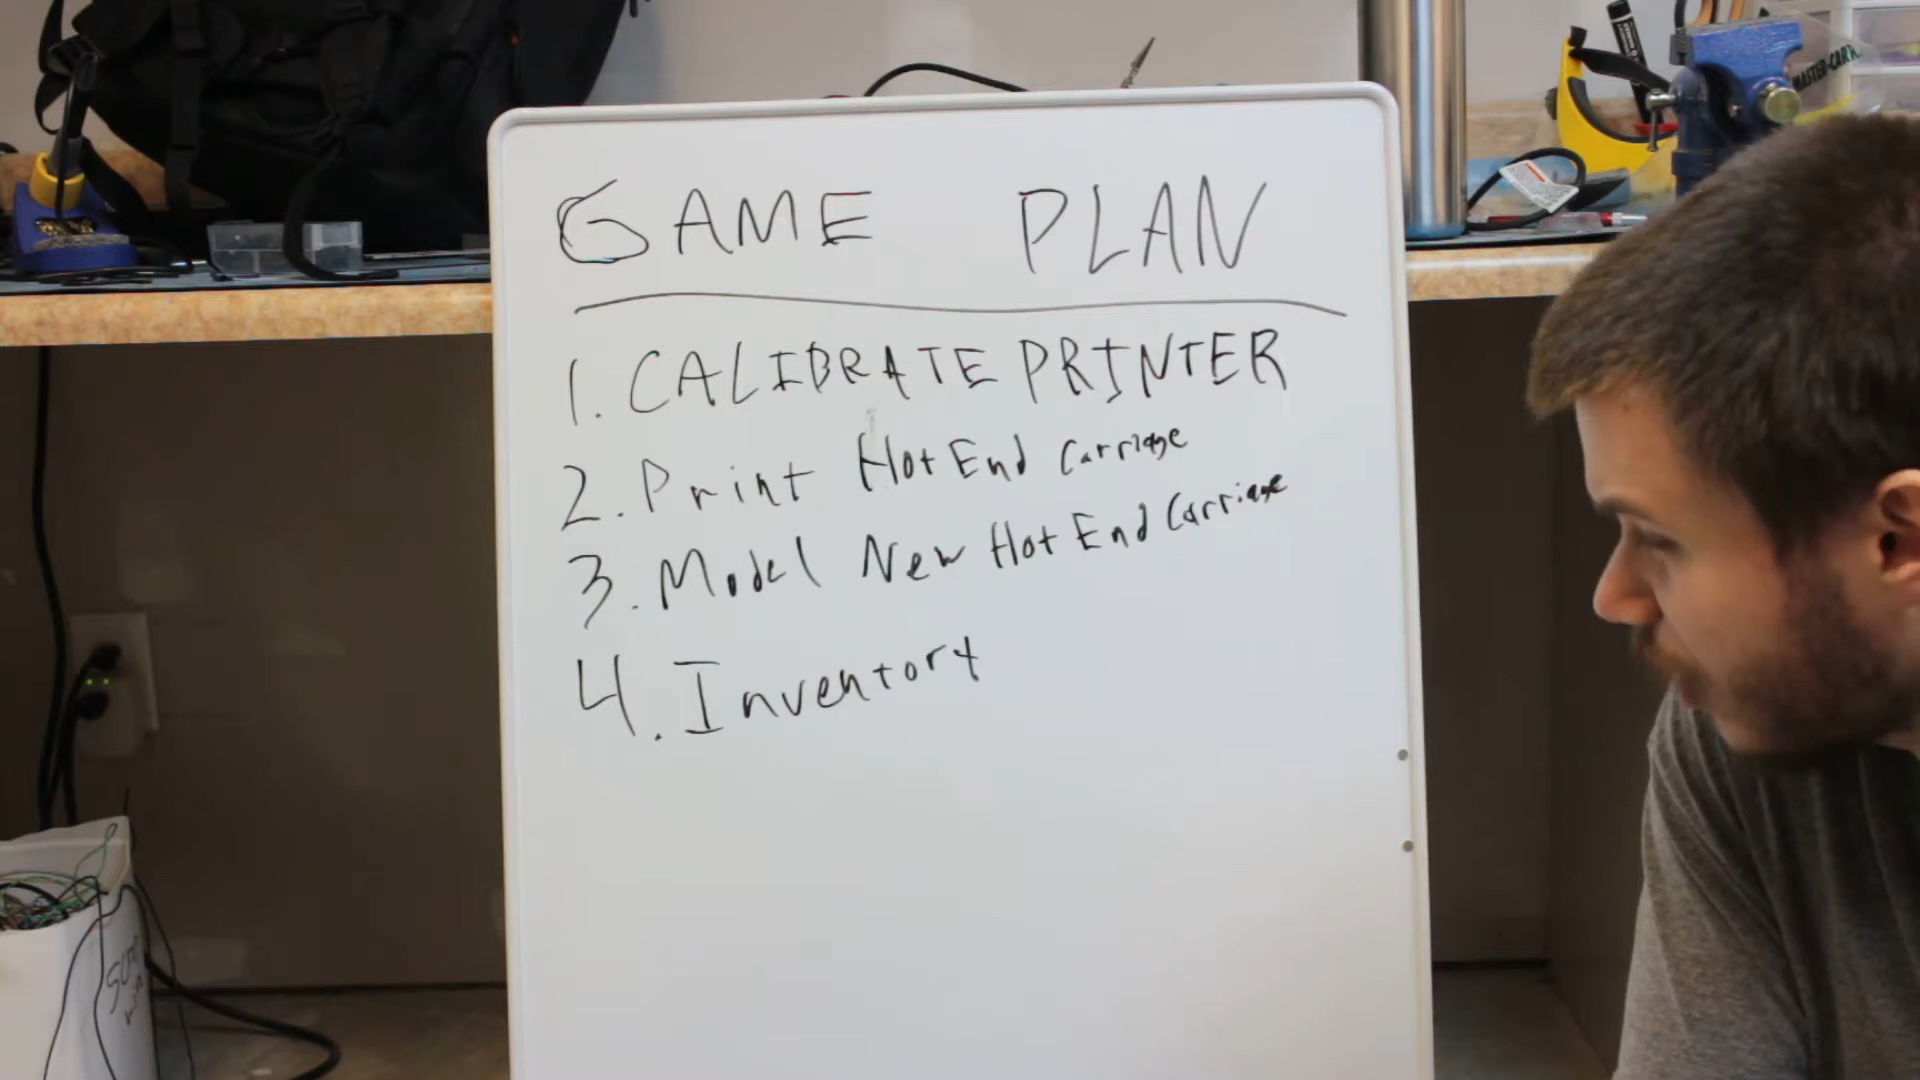 GAME PLAN
1. CALIBRATE PRINTER
2. Print Hot End Carriage
3. Model New Hot End Carriage
4. Inventory